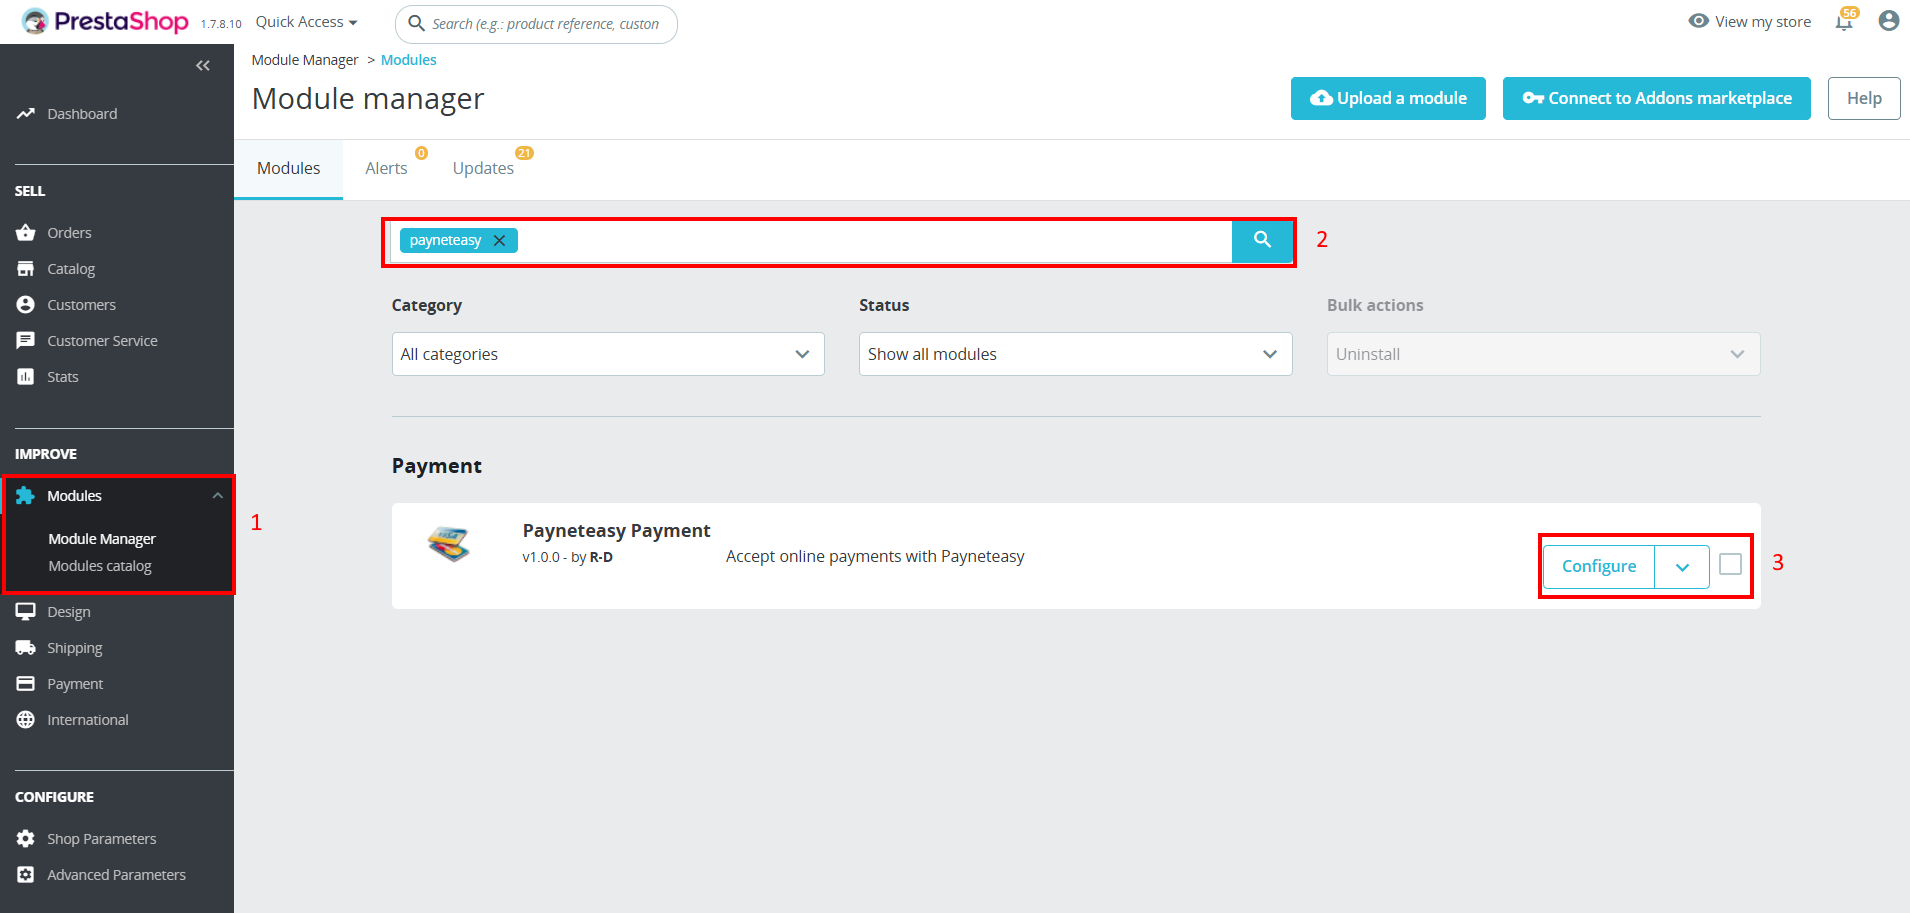 PrestaShop 1.7.8.10 Quick Access Search (e.g.: product reference, custon View my store 56
Module Manager > Modules
Module manager
Upload a module Connect to Addons marketplace Help
Dashboard
Modules Alerts 0 Updates 21
SELL
Orders
Catalog
Customers
Customer Service
Stats
payneteasy 2
Category Status Bulk actions
All categories Show all modules Uninstall
IMPROVE
Modules
Module Manager
Modules catalog
1
Design
Shipping
Payment
International
Payment
Payneteasy Payment
v1.0.0 - by R-D Accept online payments with Payneteasy
Configure 3
CONFIGURE
Shop Parameters
Advanced Parameters